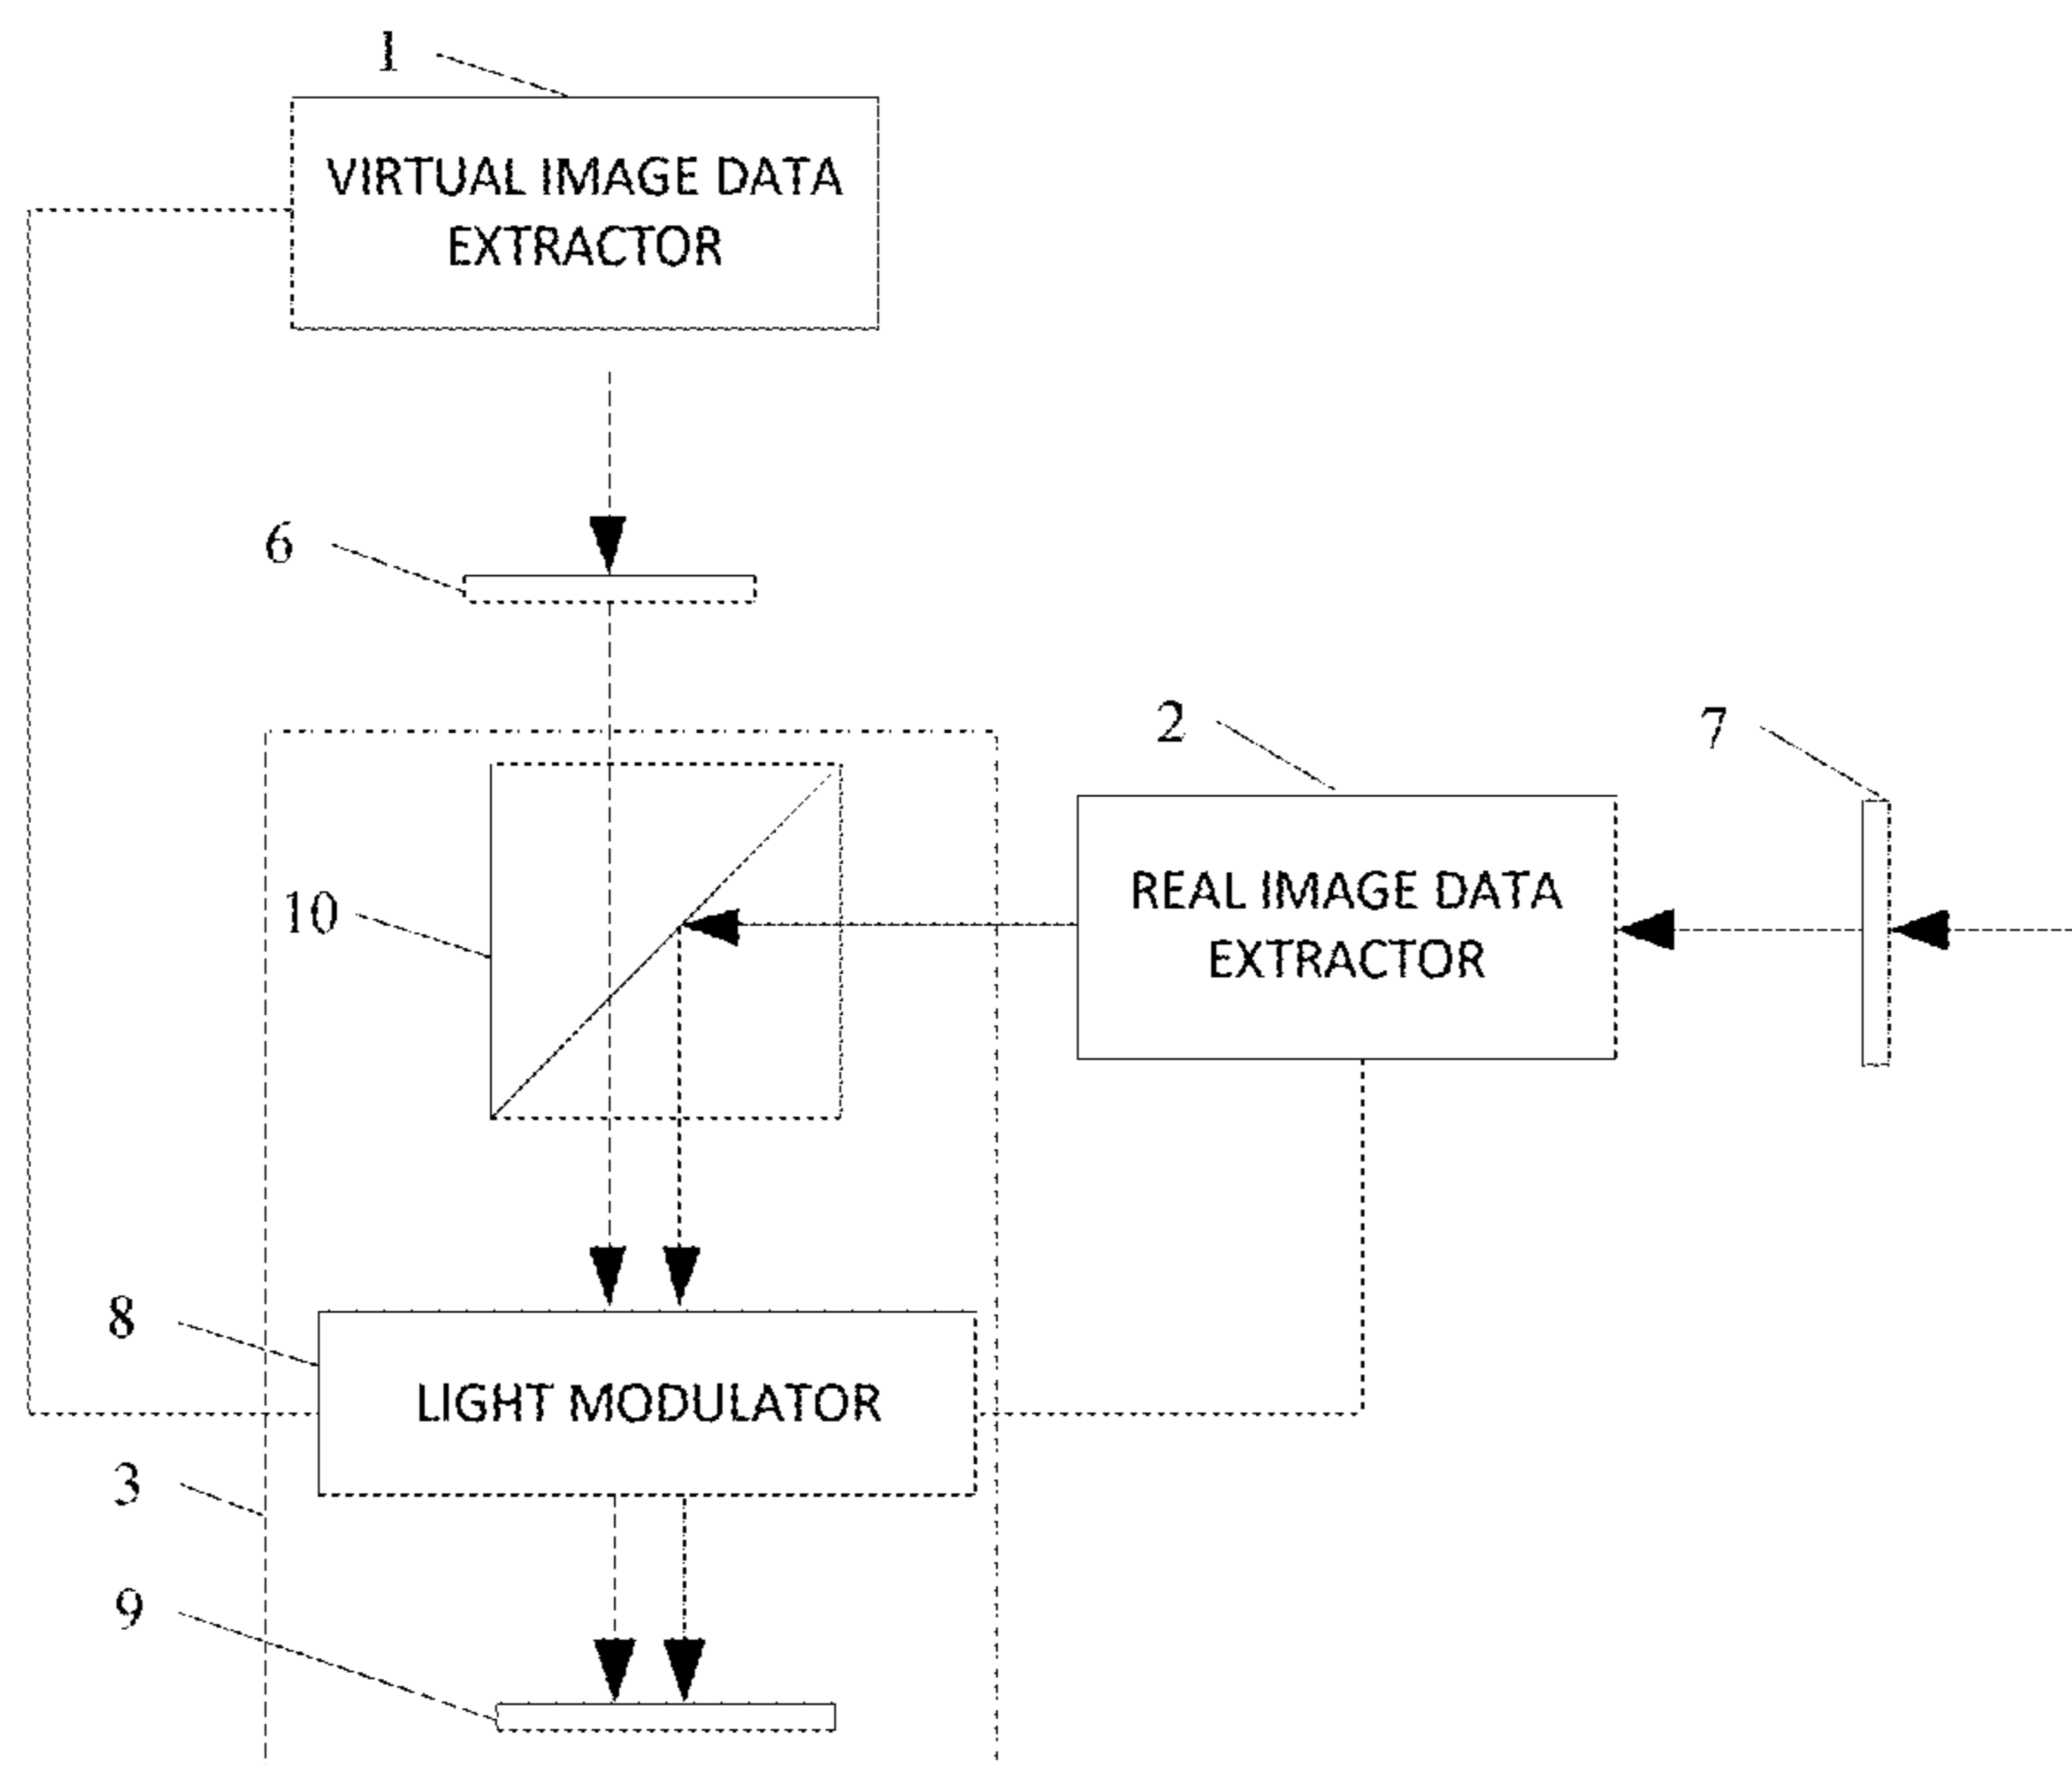 1
VIRTUAL IMAGE DATA
EXTRACTOR
6
2
7
10
REAL IMAGE DATA
EXTRACTOR
8
LIGHT MODULATOR
3
9